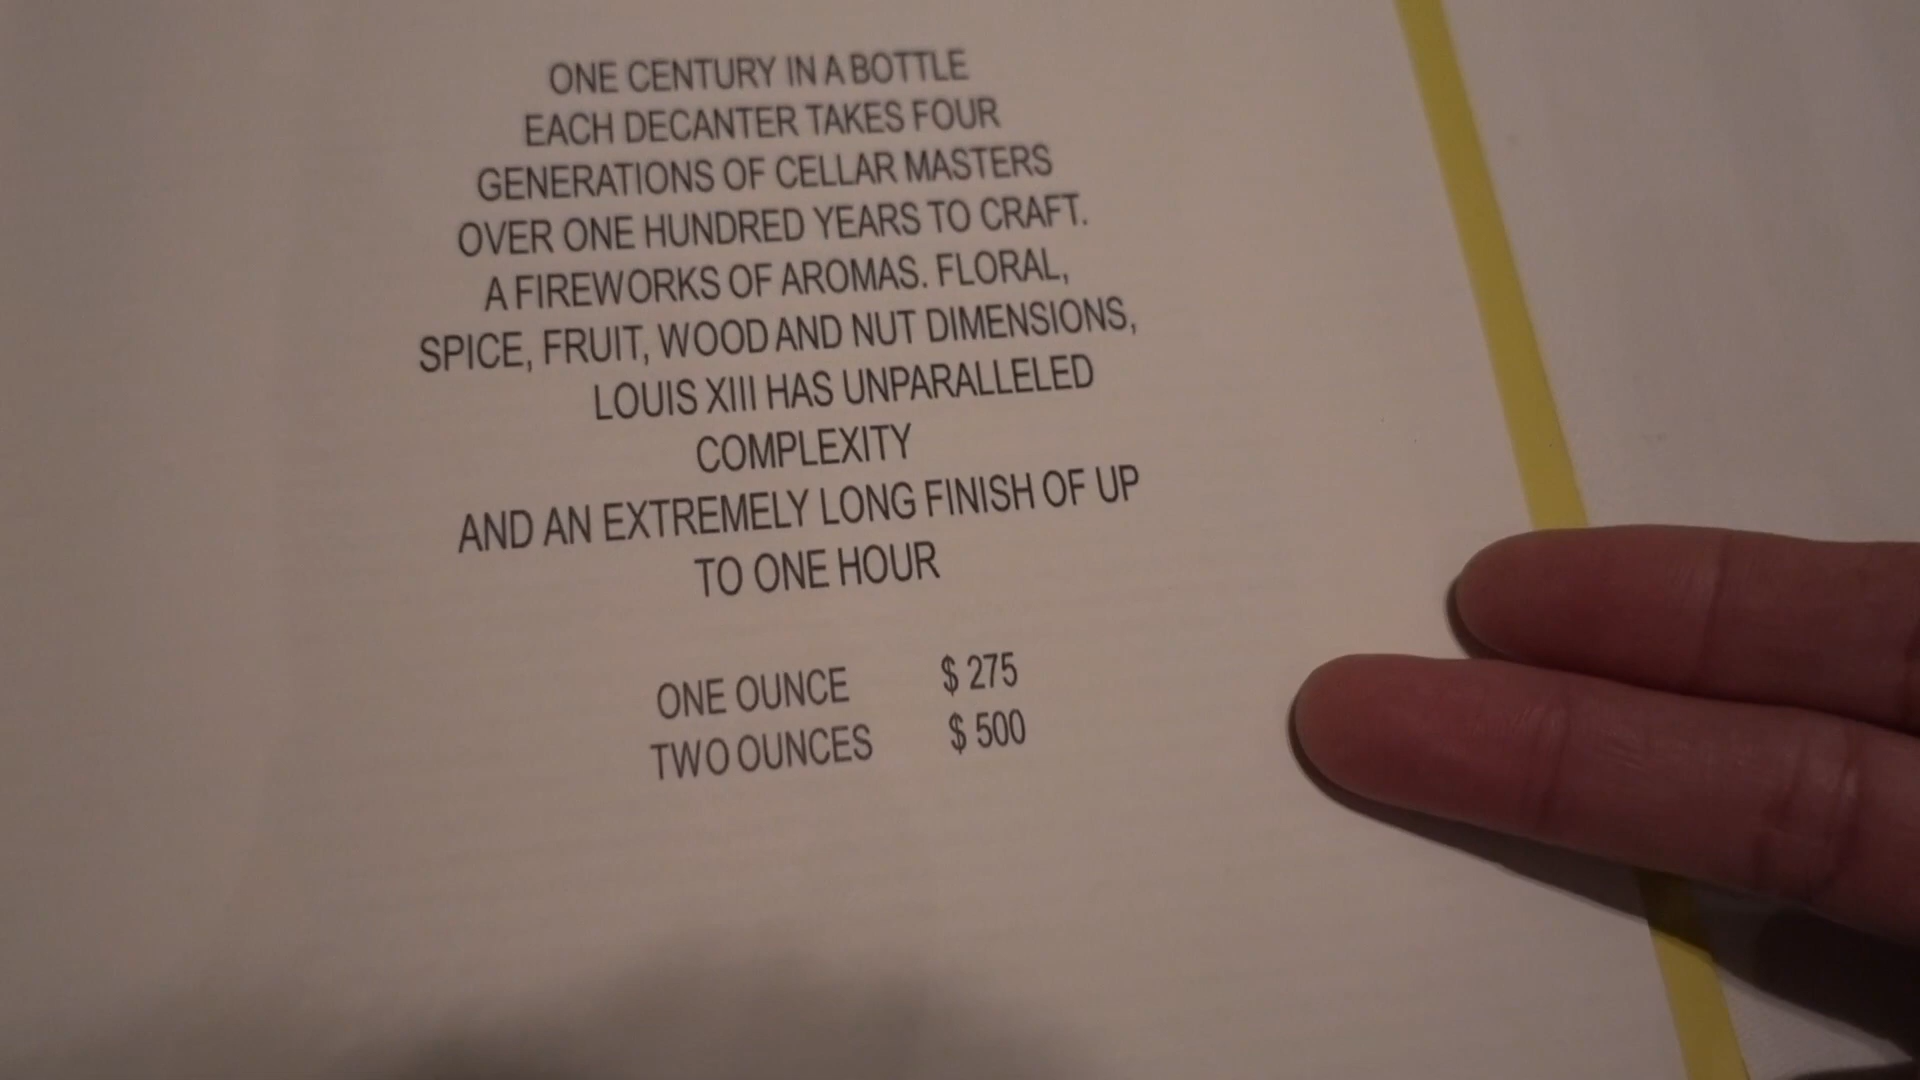 ONE CENTURY IN A BOTTLE
EACH DECANTER TAKES FOUR
GENERATIONS OF CELLAR MASTERS
OVER ONE HUNDRED YEARS TO CRAFT.
A FIREWORKS OF AROMAS. FLORAL,
SPICE, FRUIT, WOOD AND NUT DIMENSIONS,
LOUIS XIII HAS UNPARALLELED
COMPLEXITY
AND AN EXTREMELY LONG FINISH OF UP
TO ONE HOUR
ONE OUNCE $ 275
TWO OUNCES $ 500